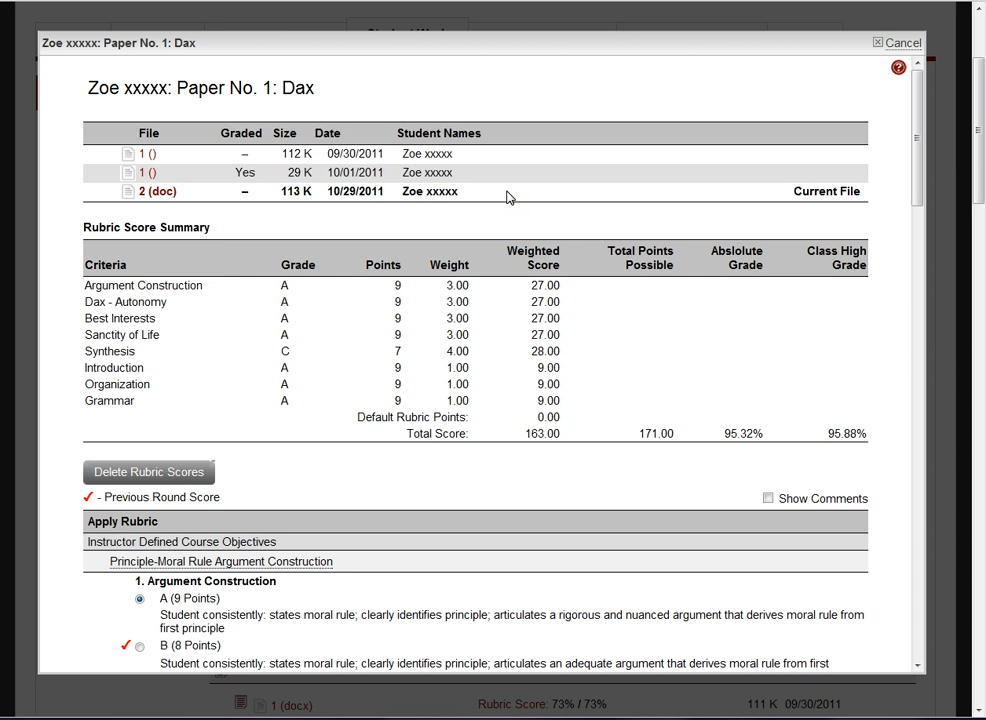 Zoe xxxxx: Paper No. 1: Dax
Cancel
Zoe xxxxx: Paper No. 1: Dax
File Graded Size Date Student Names
1 () – 112 K 09/30/2011 Zoe xxxxx
1 () Yes 29 K 10/01/2011 Zoe xxxxx
2 (doc) – 113 K 10/29/2011 Zoe xxxxx Current File
Rubric Score Summary
Weighted Total Points Abslolute Class High
Criteria Grade Points Weight Score Possible Grade Grade
Argument Construction A 9 3.00 27.00
Dax - Autonomy A 9 3.00 27.00
Best Interests A 9 3.00 27.00
Sanctity of Life A 9 3.00 27.00
Synthesis C 7 4.00 28.00
Introduction A 9 1.00 9.00
Organization A 9 1.00 9.00
Grammar A 9 1.00 9.00
Default Rubric Points: 0.00
Total Score: 163.00 171.00 95.32% 95.88%
Delete Rubric Scores
✓ - Previous Round Score Show Comments
Apply Rubric
Instructor Defined Course Objectives
Principle-Moral Rule Argument Construction
1. Argument Construction
A (9 Points)
Student consistently: states moral rule; clearly identifies principle; articulates a rigorous and nuanced argument that derives moral rule from
first principle
B (8 Points)
Student consistently: states moral rule; clearly identifies principle; articulates an adequate argument that derives moral rule from first
1 (docx) Rubric Score: 73% / 73% 111 K 09/30/2011